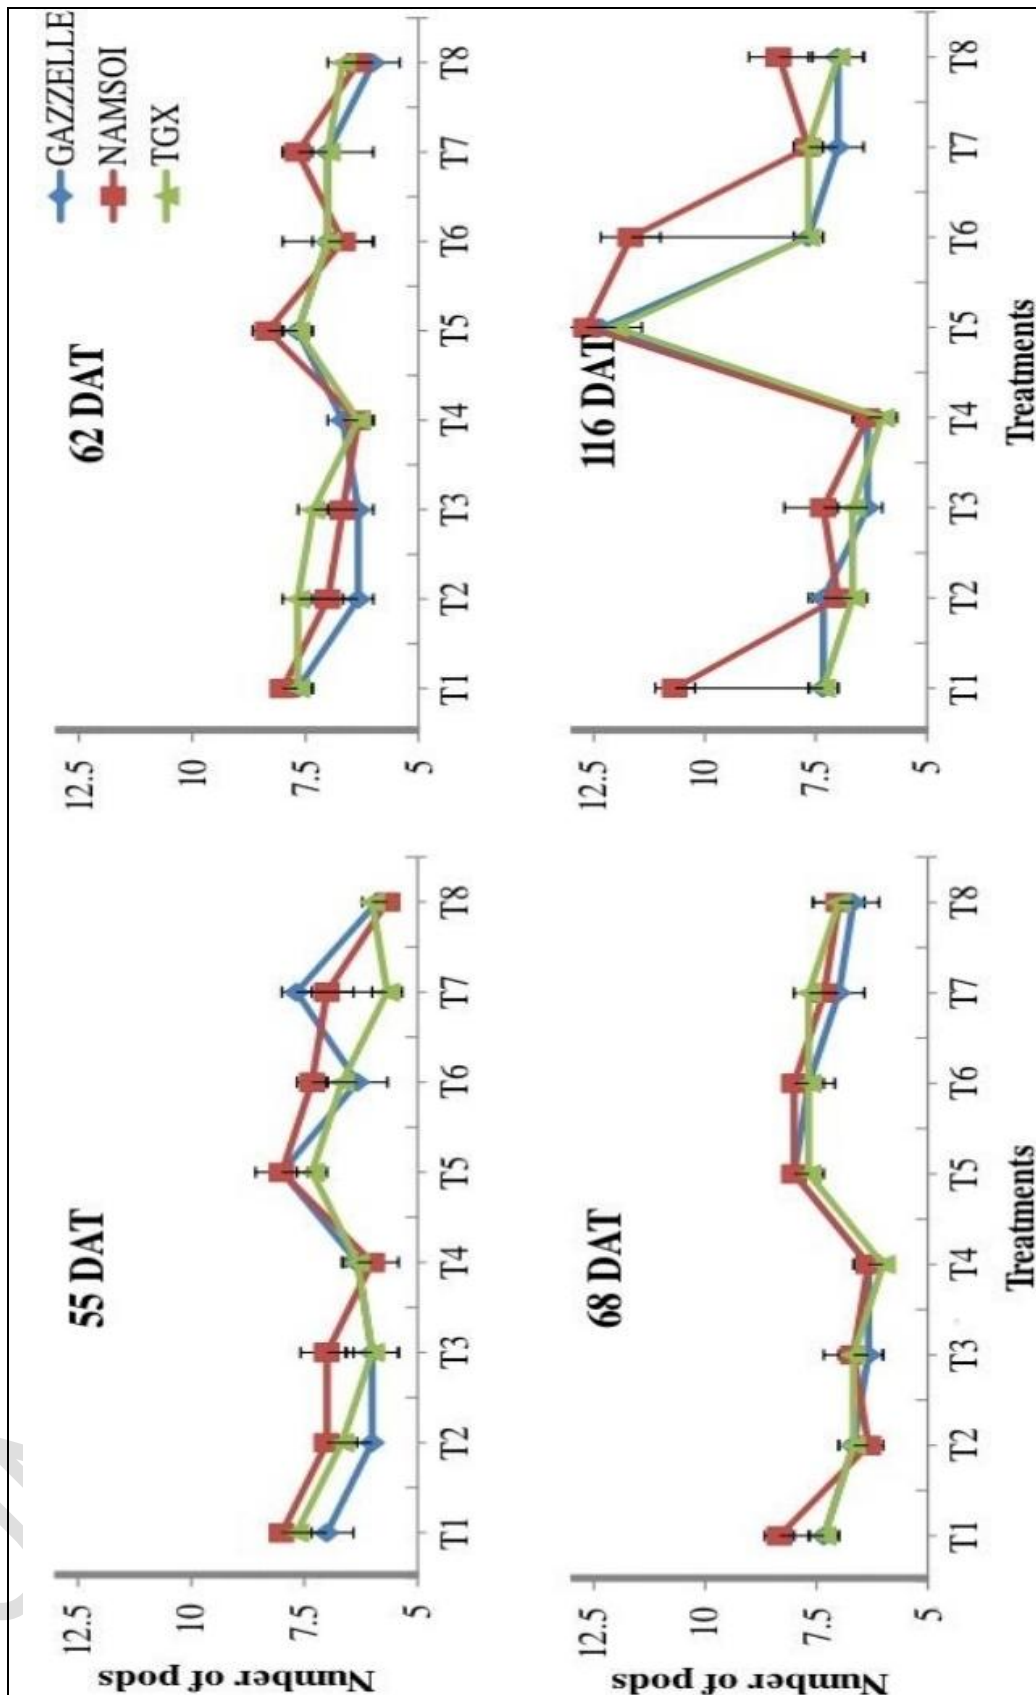 GAZZELLE
NAMSOI
TGX
55 DAT
Number of pods
12.5
10
7.5
5
T1 T2 T3 T4 T5 T6 T7 T8
62 DAT
12.5
10
7.5
5
T1 T2 T3 T4 T5 T6 T7 T8
68 DAT
Number of pods
12.5
10
7.5
5
T1 T2 T3 T4 T5 T6 T7 T8
Treatments
116 DAT
12.5
10
7.5
5
T1 T2 T3 T4 T5 T6 T7 T8
Treatments